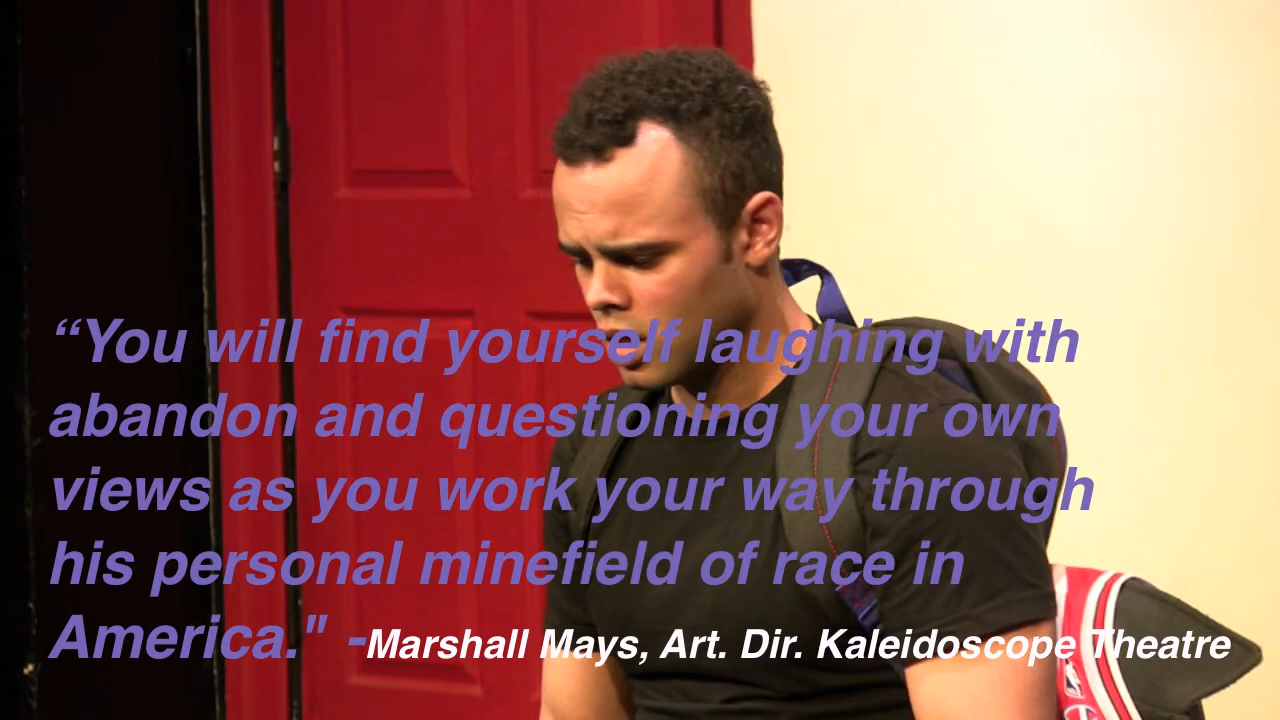 “You will find yourself laughing with
abandon and questioning your own
views as you work your way through
his personal minefield of race in
America." -Marshall Mays, Art. Dir. Kaleidoscope Theatre